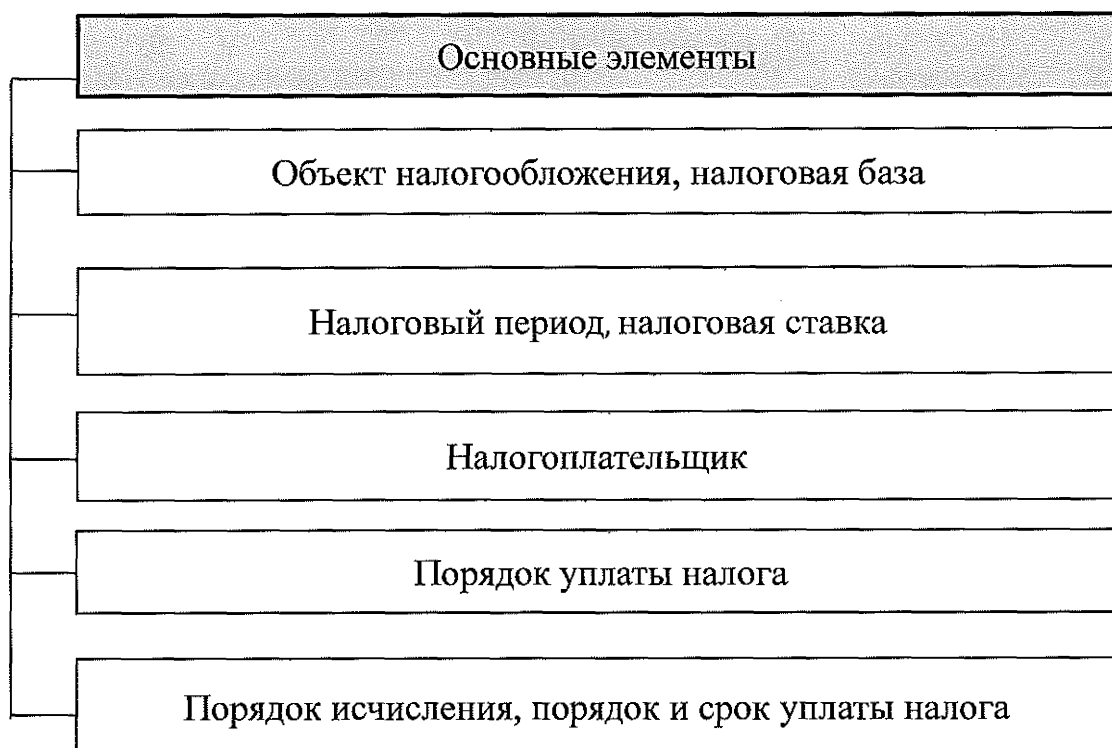 Основные элементы
Объект налогообложения, налоговая база
Налоговый период, налоговая ставка
Налогоплательщик
Порядок уплаты налога
Порядок исчисления, порядок и срок уплаты налога